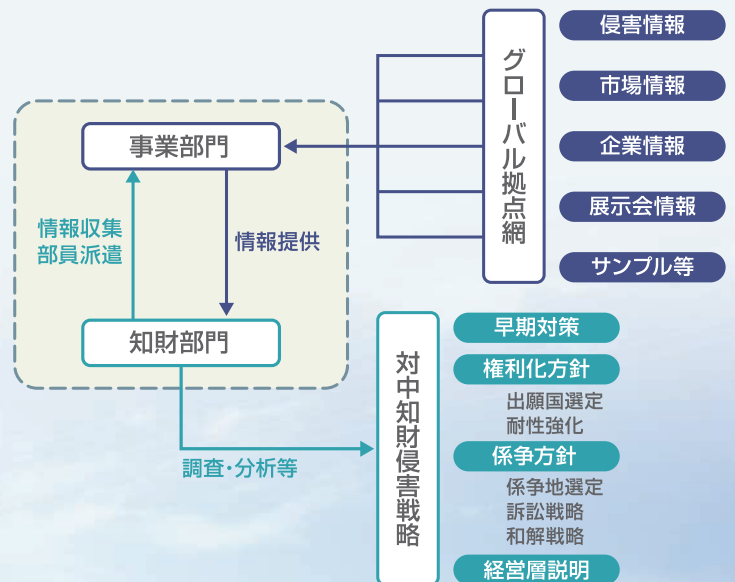 事業部門
情報収集
部員派遣
情報提供
知財部門
調査・分析等
グローバル拠点網
侵害情報
市場情報
企業情報
展示会情報
サンプル等
対中知財侵害戦略
早期対策
権利化方針
出願国選定
耐性強化
係争方針
係争地選定
訴訟戦略
和解戦略
経営層説明